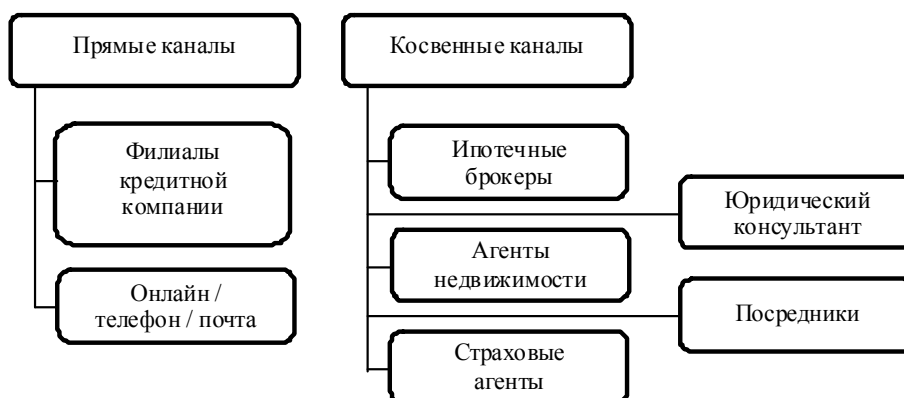 Прямые каналы
Косвенные каналы
Филиалы
кредитной
компании
Онлайн /
телефон / почта
Ипотечные
брокеры
Юридический
консультант
Агенты
недвижимости
Посредники
Страховые
агенты